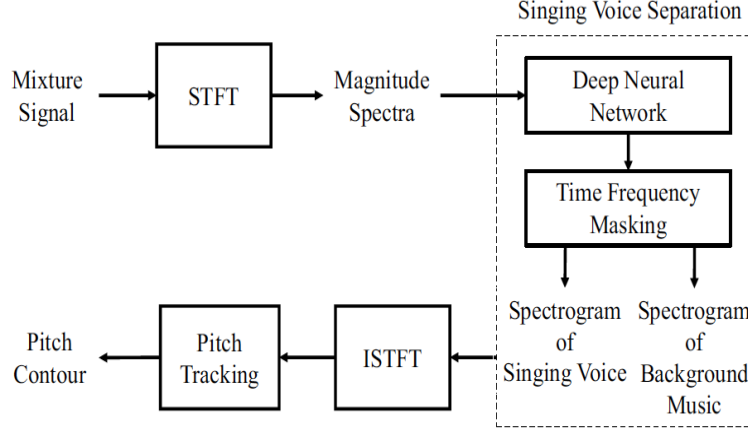 Singing Voice Separation
Mixture
Signal
STFT
Magnitude
Spectra
Deep Neural
Network
Time Frequency
Masking
Spectrogram
of
Singing Voice
Spectrogram
of
Background
Music
ISTFT
Pitch
Tracking
Pitch
Contour